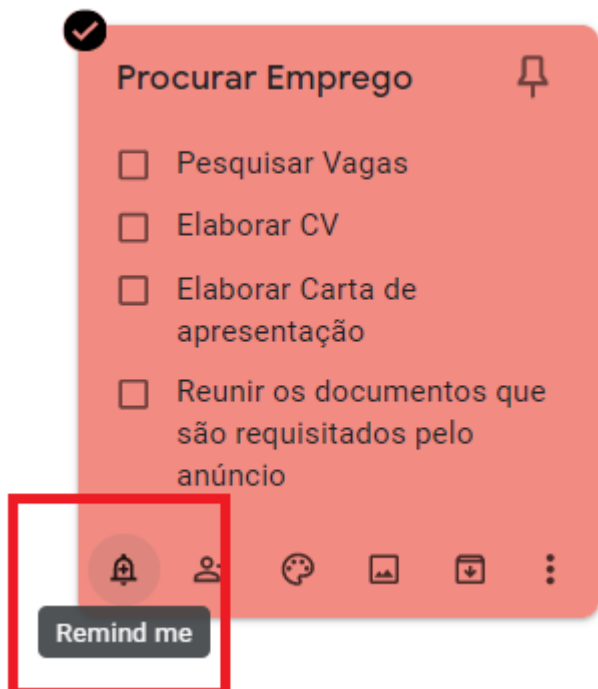 Procurar Emprego
Pesquisar Vagas
Elaborar CV
Elaborar Carta de
apresentação
Reunir os documentos que
são requisitados pelo
anúncio
Remind me